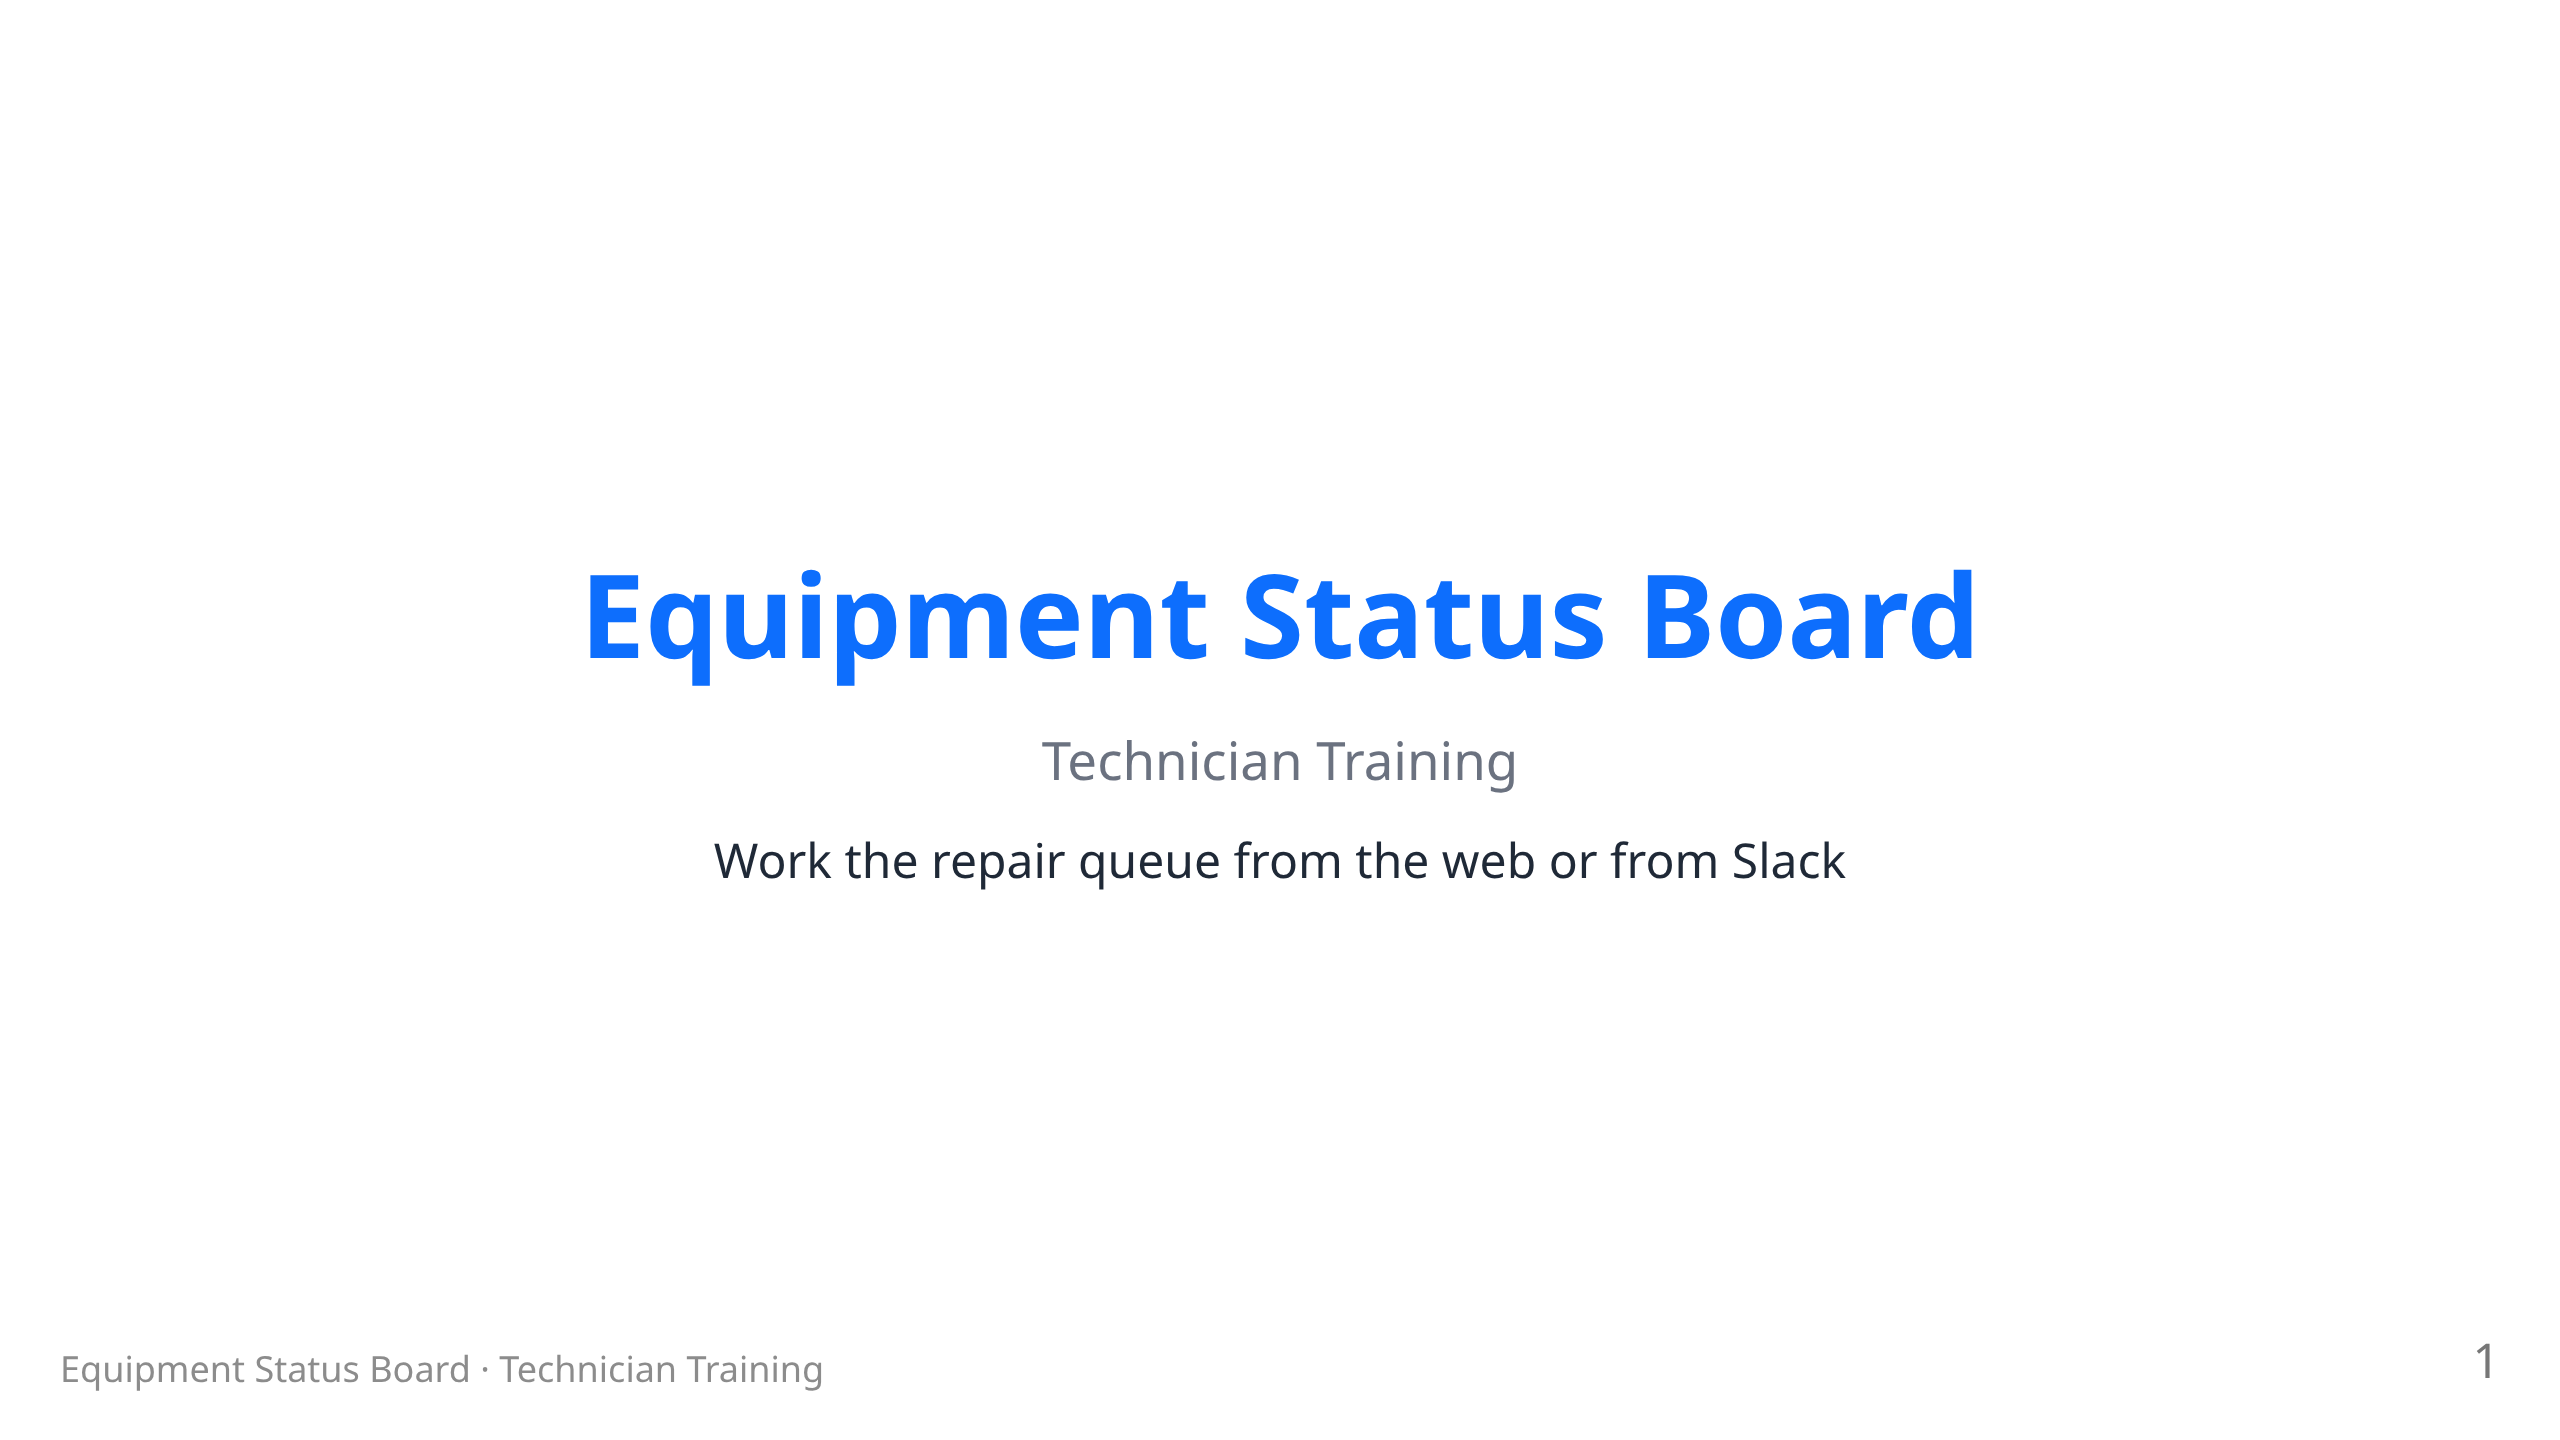 Equipment Status Board
Technician Training
Work the repair queue from the web or from Slack
Equipment Status Board · Technician Training
1